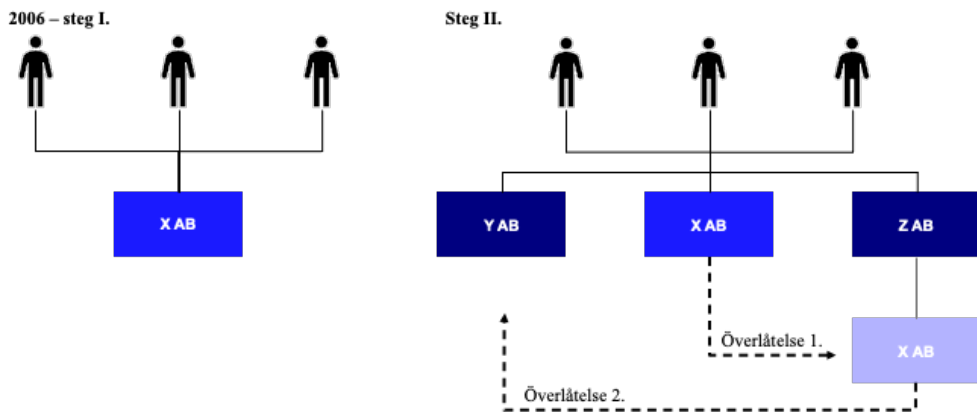 2006 – steg I.
Steg II.
X AB
Y AB
X AB
Z AB
Överlåtelse 1.
X AB
Överlåtelse 2.